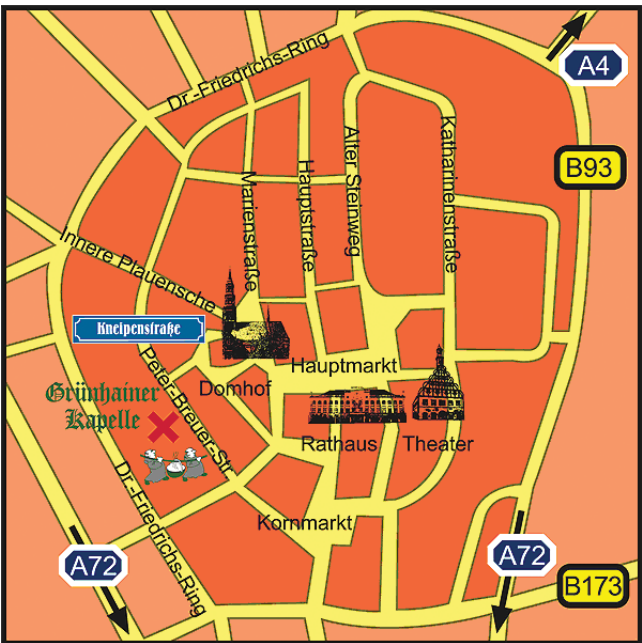 Dr.-Friedrichs-Ring
A4
B93
Marienstraße
Hauptstraße
Alter Steinweg
Katharinenstraße
Innere Plauensche
Kneipenstraße
Hauptmarkt
Peter-Breuer-Str.
Domhof
Grünhainer
Kapelle
Rathaus
Theater
Dr.-Friedrichs-Ring
Kornmarkt
A72
A72
B173